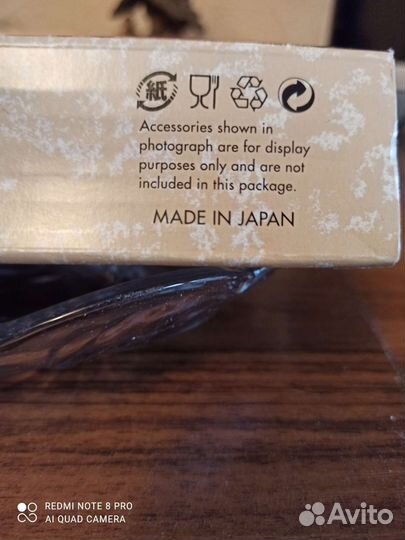 紙
Accessories shown in
photograph are for display
purposes only and are not
included in this package.
MADE IN JAPAN
REDMI NOTE 8 PRO
AI QUAD CAMERA
Avito